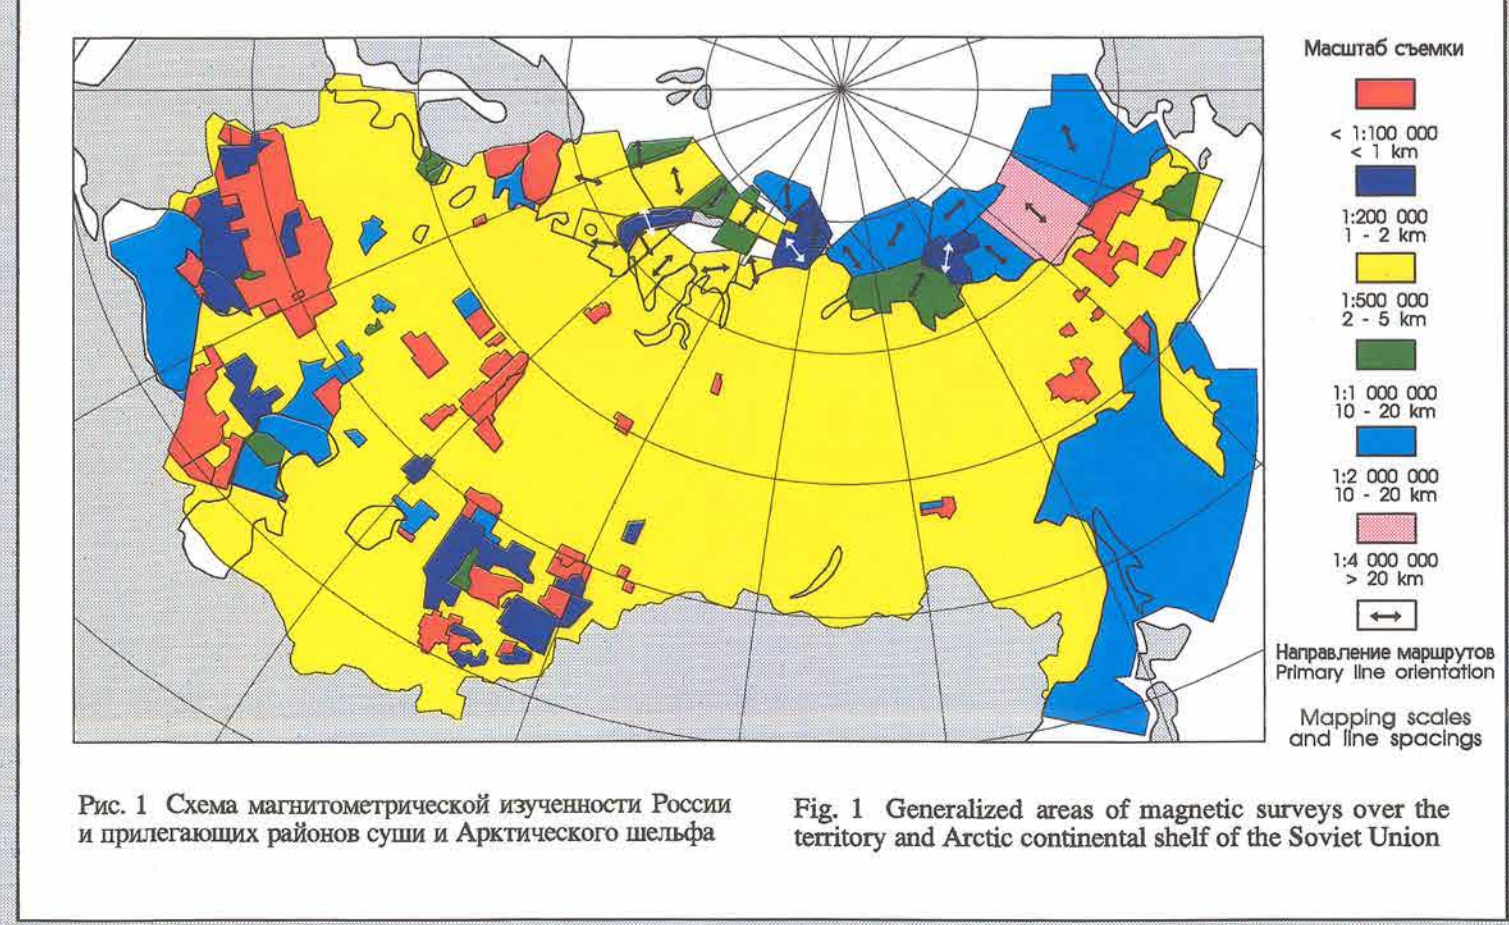 Масштаб съемки
< 1:100 000
< 1 km
1:200 000
1 - 2 km
1:500 000
2 - 5 km
1:1 000 000
10 - 20 km
1:2 000 000
10 - 20 km
1:4 000 000
> 20 km
Направление маршрутов
Primary line orientation
Mapping scales
and line spacings
Рис. 1 Схема магнитометрической изученности России
и прилегающих районов суши и Арктического шельфа
Fig. 1 Generalized areas of magnetic surveys over the
territory and Arctic continental shelf of the Soviet Union